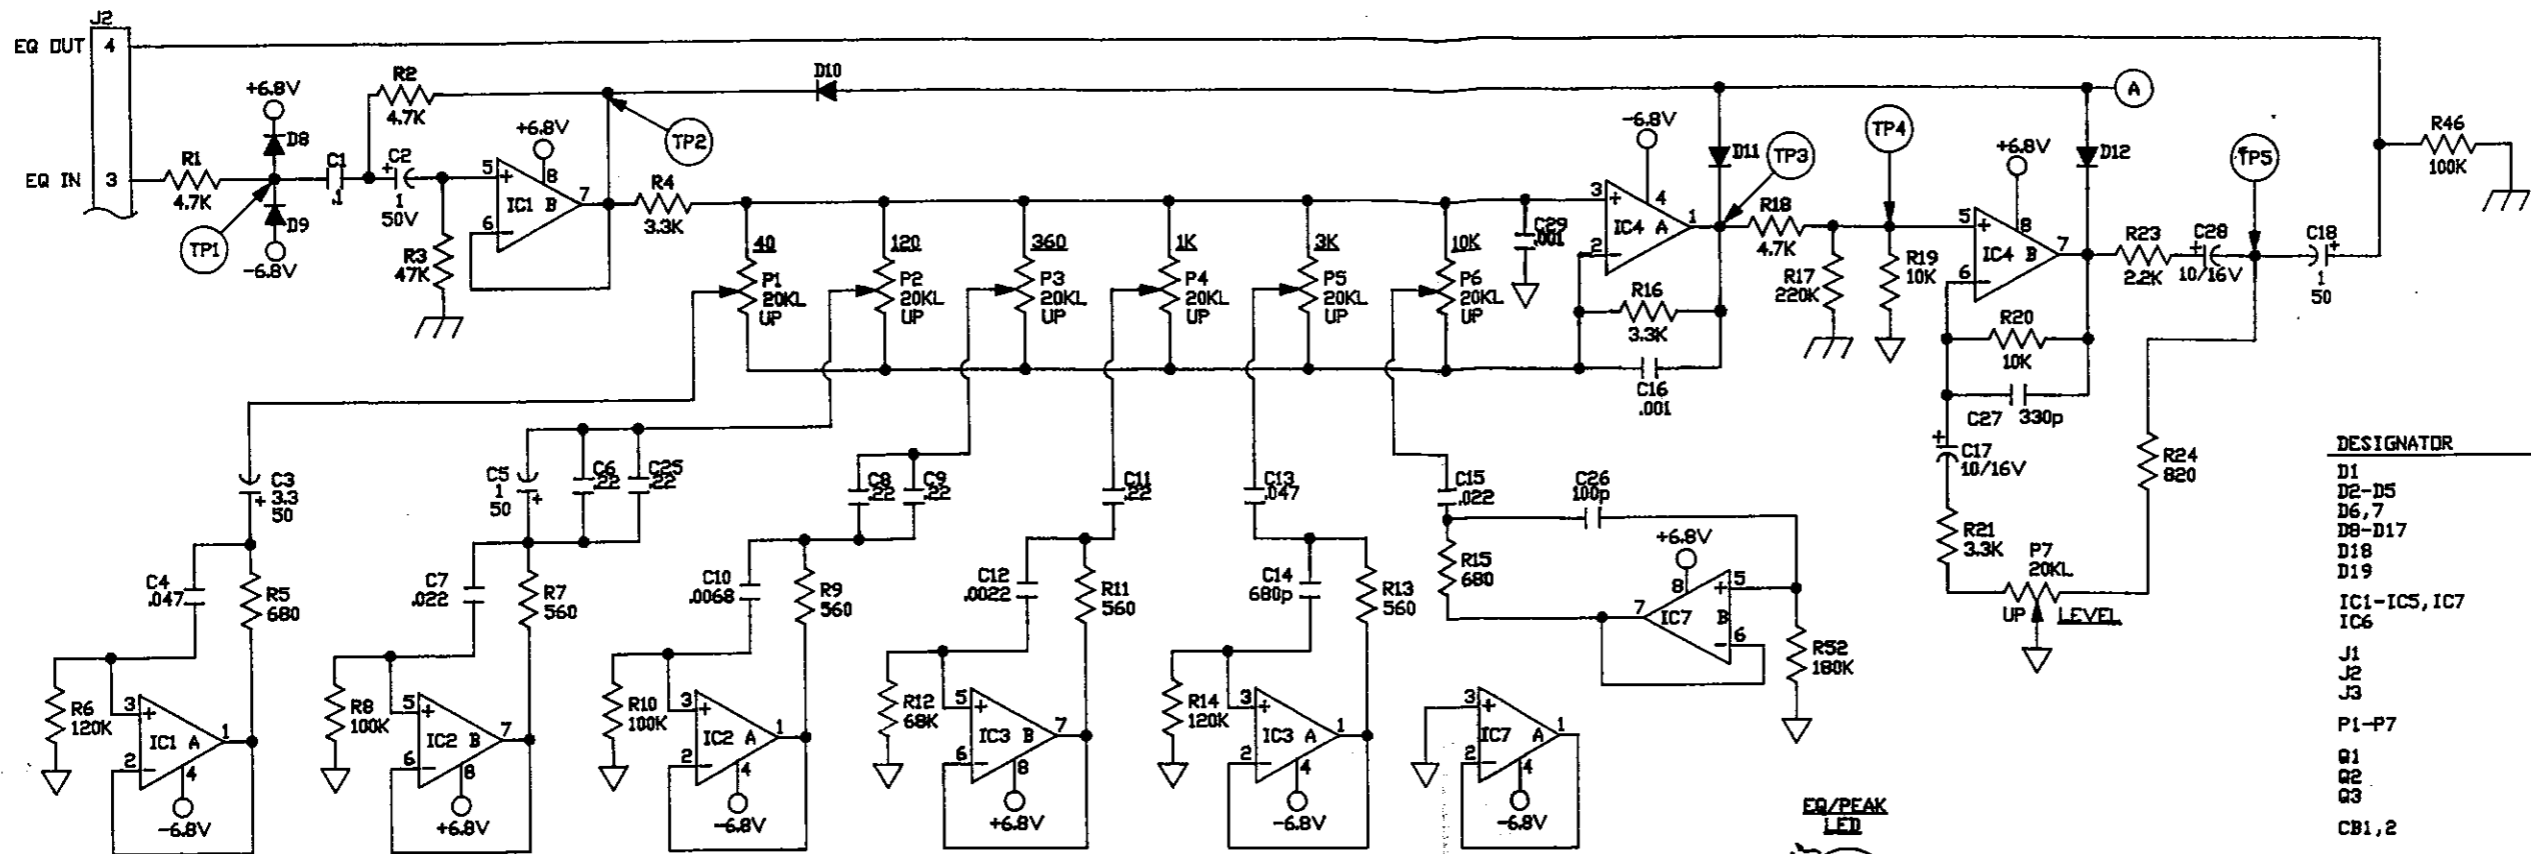 J2
EQ OUT 4
EQ IN 3
R1
4.7K
+6.8V
D8
D9
-6.8V
TP1
C1
.1
R2
4.7K
C2
+
1
50V
R3
47K
+6.8V
5 +
8
IC1 B
7
6 -
TP2
D10
R4
3.3K
40
P1
20KL
UP
120
P2
20KL
UP
360
P3
20KL
UP
1K
P4
20KL
UP
3K
P5
20KL
UP
10K
P6
20KL
UP
C29
.001
-6.8V
3 +
4
IC4 A
1
2 -
D11
TP3
R16
3.3K
C16
.001
R18
4.7K
R17
220K
TP4
R19
10K
A
+6.8V
5 +
8
IC4 B
7
6 -
D12
R20
10K
C27 330p
R23
2.2K
C28
+
10/16V
TP5
C18
+
1
50
R46
100K
+
C17
10/16V
R21
3.3K
P7
20KL
UP LEVEL
R24
820
C3
3.3
+
50
C4
.047
R5
680
R6
120K
3 +
IC1 A
1
2 -
4
-6.8V
C5
1
+
50
C6
.22
C25
.22
C7
.022
R7
560
R8
100K
5 +
IC2 B
7
6 -
8
+6.8V
C8
.22
C9
.22
C10
.0068
R9
560
R10
100K
3 +
IC2 A
1
2 -
4
-6.8V
C11
.22
C12
.0022
R11
560
R12
68K
5 +
IC3 B
7
6 -
8
+6.8V
C13
.047
C14
680p
R13
560
R14
120K
3 +
IC3 A
1
2 -
4
-6.8V
C15
.022
C26
100p
R15
680
+6.8V
8
+ 5
7
IC7 B
- 6
R52
180K
3 +
IC7 A
1
2 -
4
-6.8V
EQ/PEAK
LED
DESIGNATOR
D1
D2-D5
D6,7
D8-D17
D18
D19
IC1-IC5,IC7
IC6
J1
J2
J3
P1-P7
Q1
Q2
Q3
CB1,2